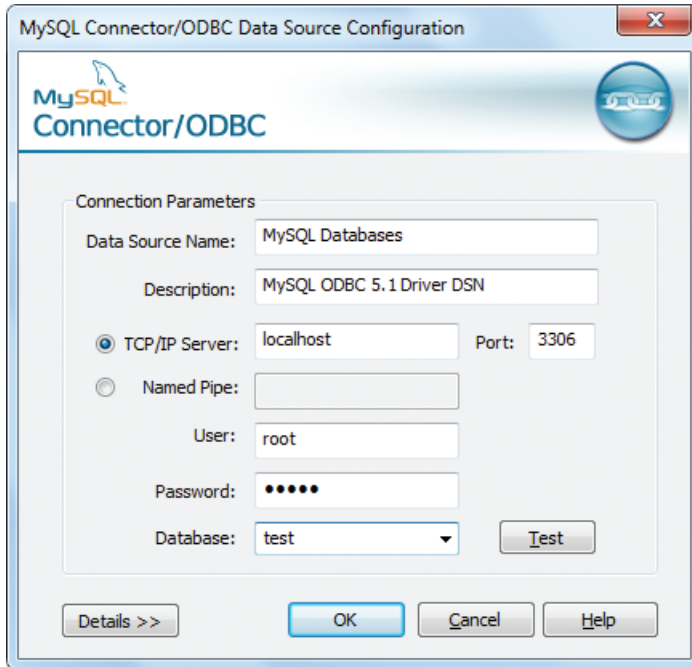 MySQL Connector/ODBC Data Source Configuration
MySQL
Connector/ODBC
Connection Parameters
Data Source Name: MySQL Databases
Description: MySQL ODBC 5.1 Driver DSN
TCP/IP Server: localhost Port: 3306
Named Pipe:
User: root
Password: •••••
Database: test Test
Details >> OK Cancel Help